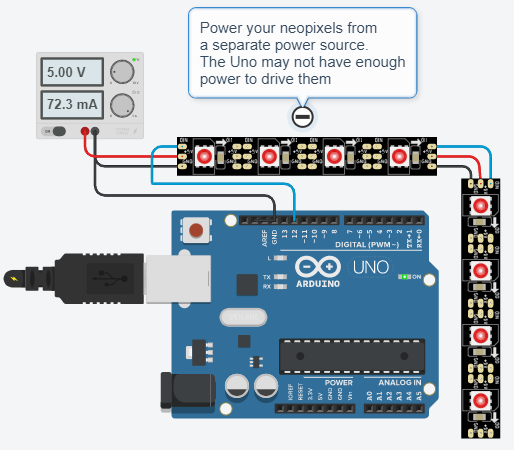 Power your neopixels from
a separate power source.
The Uno may not have enough
power to drive them
5.00 V
72.3 mA
DIN
+5V
GND
AREF
GND
13
12
~11
~10
~9
8
7
~6
~5
4
~3
2
TX→1
RX←0
DIGITAL (PWM~)
L
TX
RX
ARDUINO
UNO
ON
IOREF
RESET
3.3V
5V
GND
GND
Vin
POWER
ANALOG IN
A0
A1
A2
A3
A4
A5